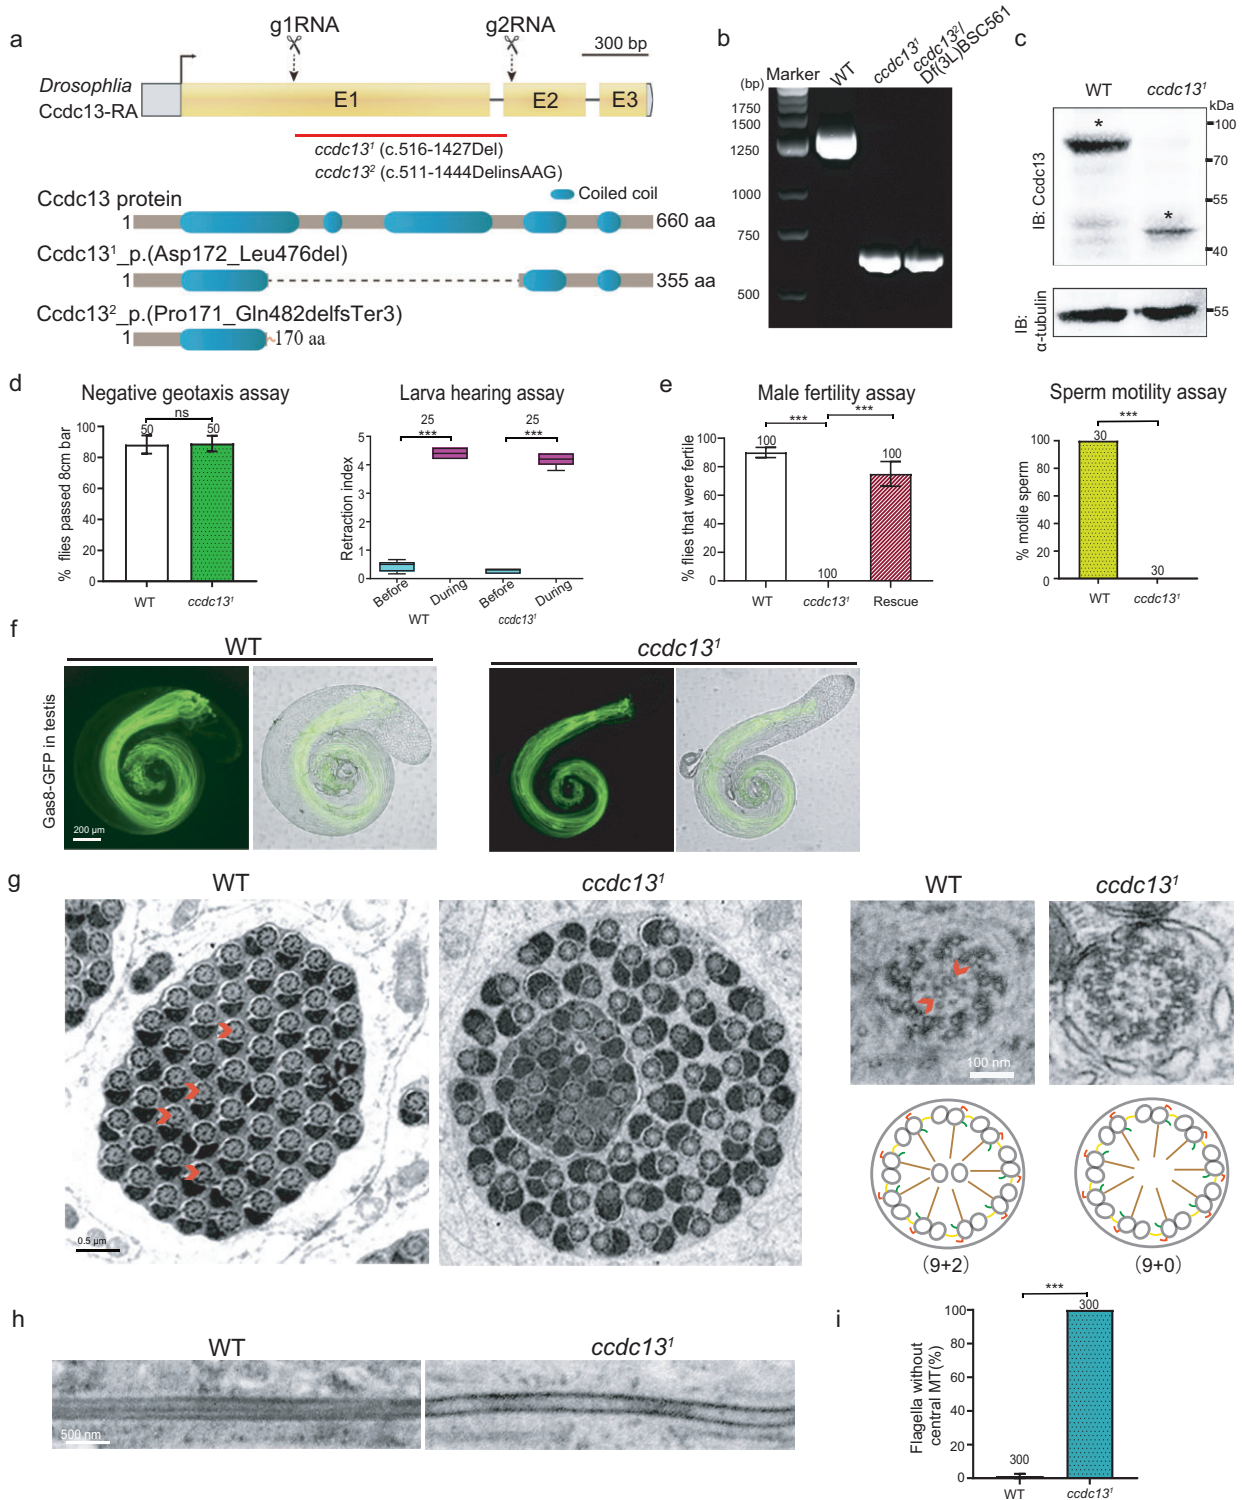 a
g1RNA
g2RNA
300 bp
Drosophlia
Ccdc13-RA
E1
E2
E3
ccdc13¹ (c.516-1427Del)
ccdc13² (c.511-1444DelinsAAG)
Coiled coil
Ccdc13 protein
1
660 aa
Ccdc13¹_p.(Asp172_Leu476del)
1
355 aa
Ccdc13²_p.(Pro171_Gln482delfsTer3)
1
170 aa
b
(bp)
Marker
WT
ccdc13¹
ccdc13²/
Df(3L)BSC561
1750
1500
1250
1000
750
500
c
WT
ccdc13¹
kDa
IB: Ccdc13
*
*
100
70
55
40
IB:
α-tubulin
55
d
Negative geotaxis assay
ns
50
50
% flies passed 8cm bar
100
80
60
40
20
0
WT
ccdc13¹
Larva hearing assay
25
25
***
***
Retraction index
5
4
3
2
1
0
Before
During
Before
During
WT
ccdc13¹
e
Male fertility assay
***
***
100
100
100
% flies that were fertile
100
80
60
40
20
0
WT
ccdc13¹
Rescue
Sperm motility assay
***
30
30
% motile sperm
100
80
60
40
20
0
WT
ccdc13¹
f
WT
ccdc13¹
Gas8-GFP in testis
200 μm
g
WT
ccdc13¹
WT
ccdc13¹
0.5 μm
100 nm
(9+2)
(9+0)
h
WT
ccdc13¹
500 nm
i
***
300
300
Flagella without
central MT(%)
100
80
60
40
20
0
WT
ccdc13¹